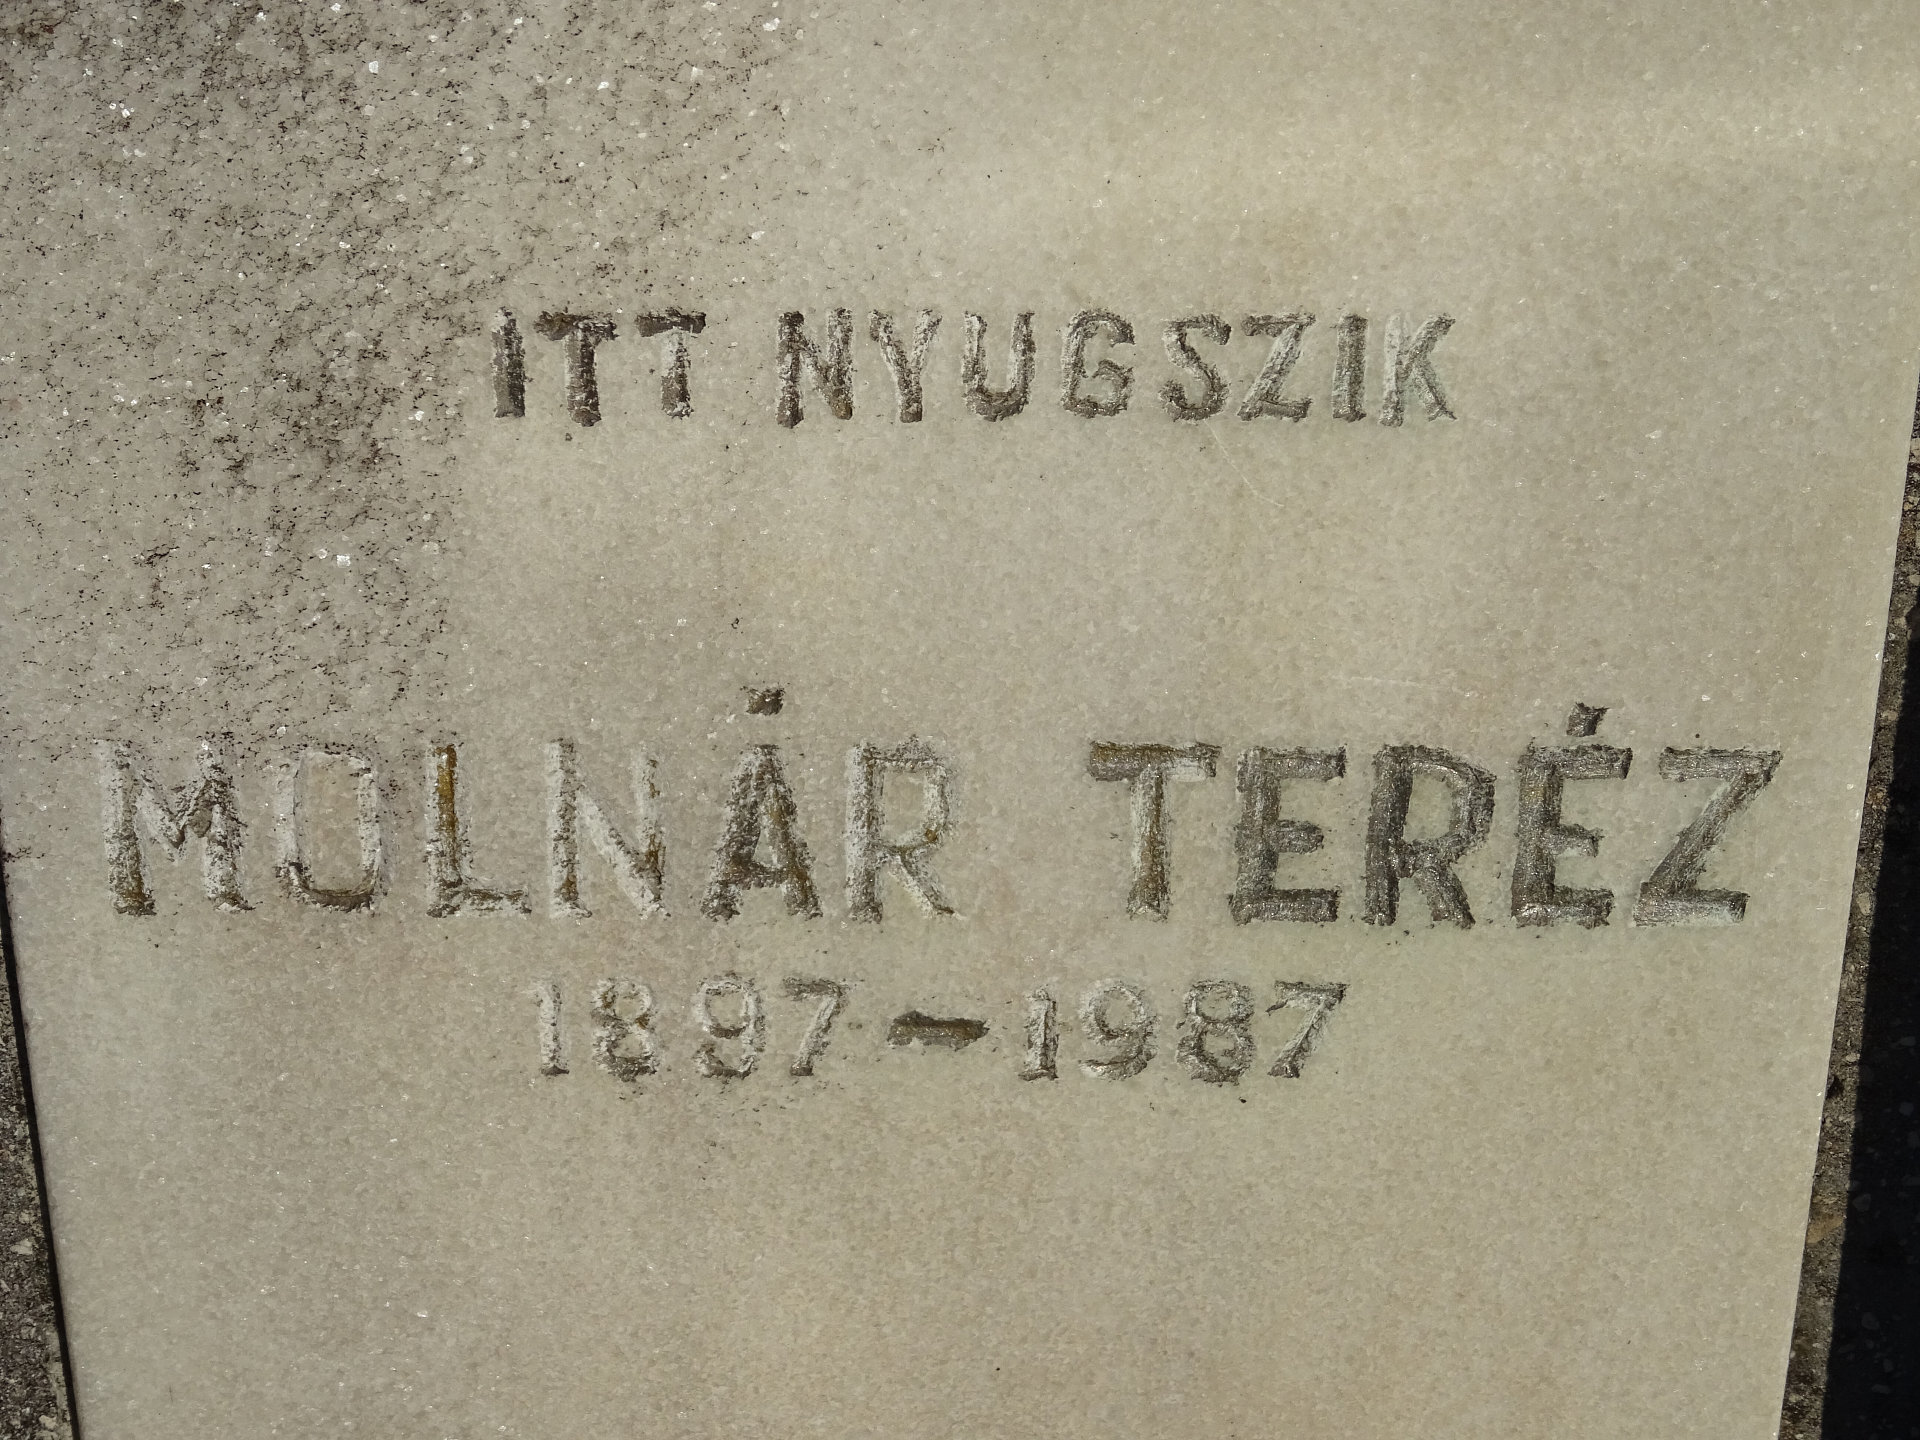 ITT NYUGSZIK
MOLNÁR TERÉZ
1897-1987